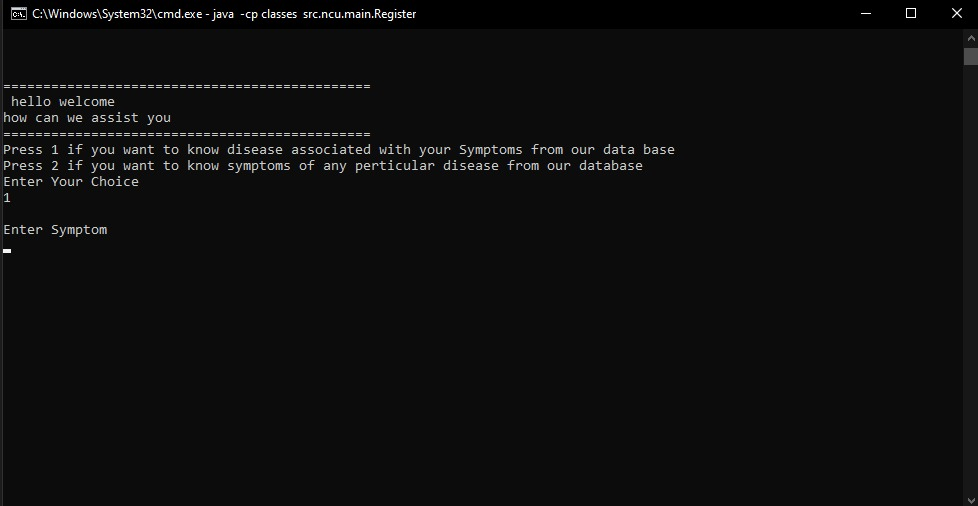 C:\Windows\System32\cmd.exe - java  -cp classes  src.ncu.main.Register
==============================================
 hello welcome
how can we assist you
==============================================
Press 1 if you want to know disease associated with your Symptoms from our data base
Press 2 if you want to know symptoms of any perticular disease from our database
Enter Your Choice
1
Enter Symptom